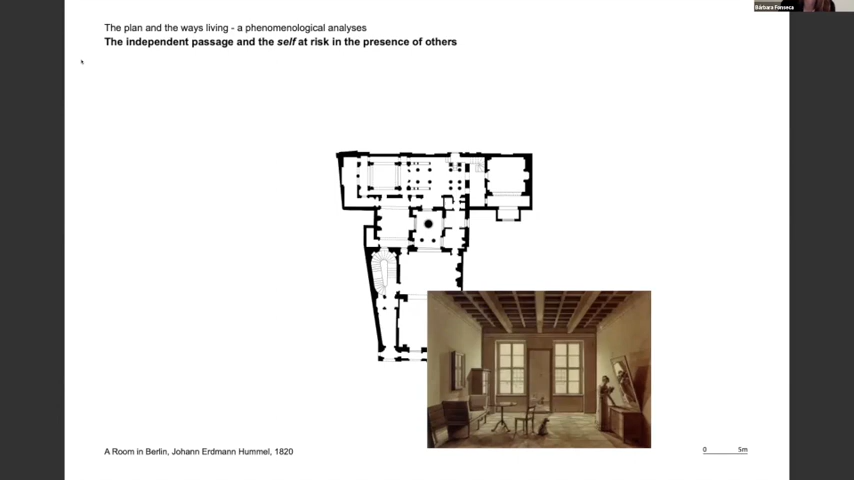 Bárbara Fonseca
The plan and the ways living - a phenomenological analyses
The independent passage and the self at risk in the presence of others
A Room in Berlin, Johann Erdmann Hummel, 1820
0 5m